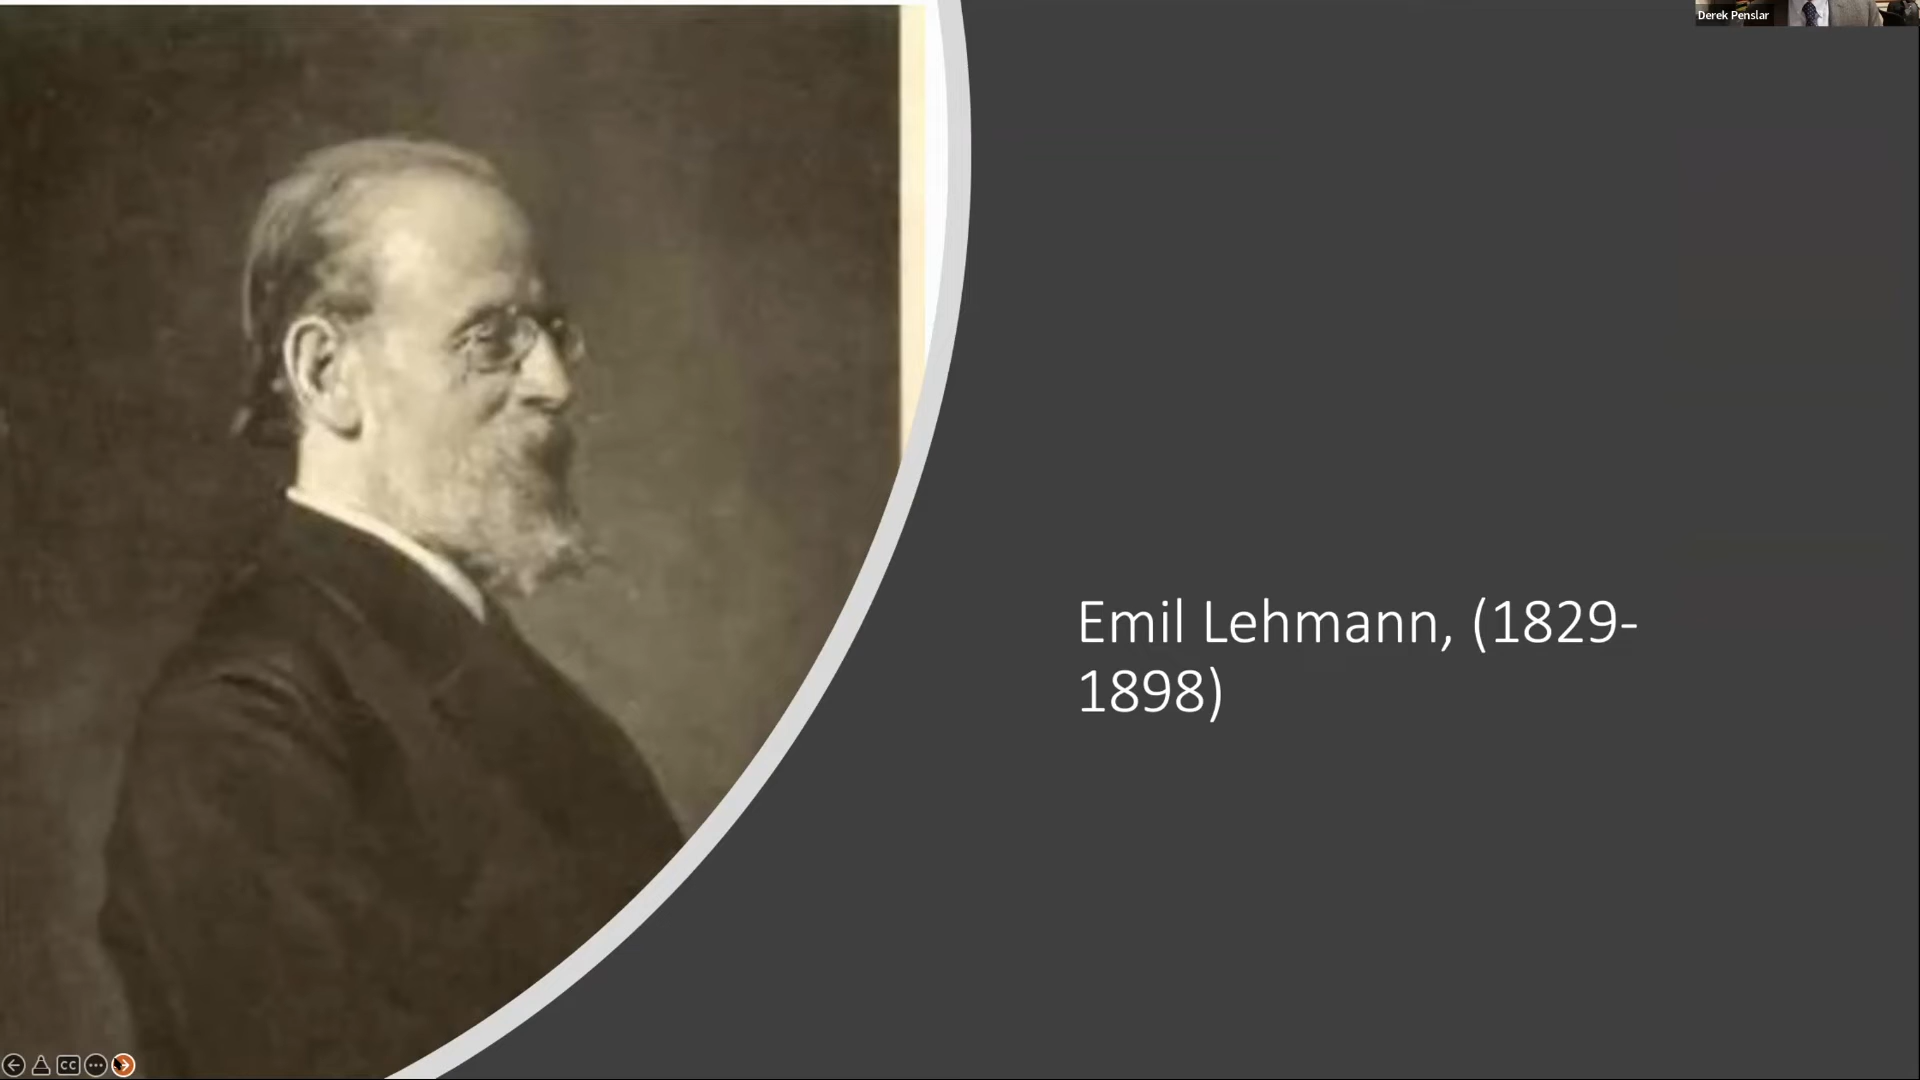 Derek Penslar
Emil Lehmann, (1829-
1898)
CC